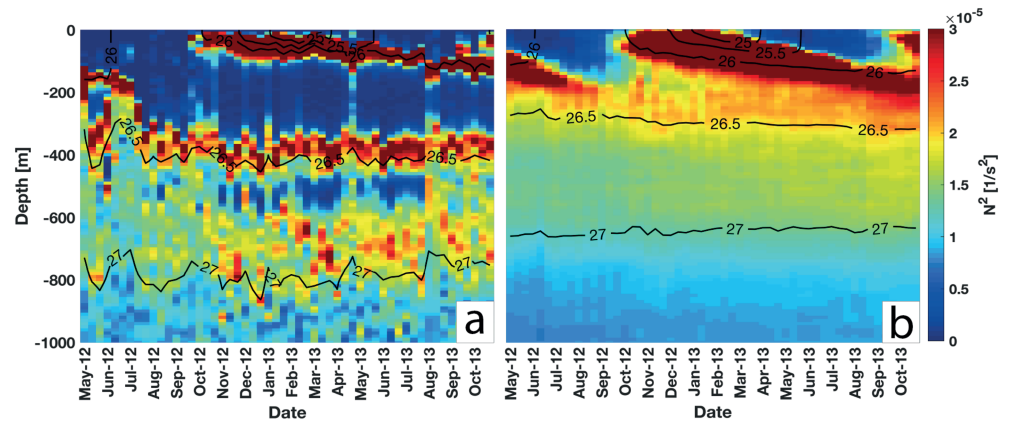 0
-200
-400
-600
-800
-1000
Depth [m]
26
26
25
25.5
26
26.5
26.5
26.5
26.5
27
27
27
27
a
May-12
Jun-12
Jul-12
Aug-12
Sep-12
Oct-12
Nov-12
Dec-12
Jan-13
Feb-13
Mar-13
Apr-13
May-13
Jun-13
Jul-13
Aug-13
Sep-13
Oct-13
Date
26
25
25.5
26
26.5
26.5
26.5
27
27
27
b
May-12
Jun-12
Jul-12
Aug-12
Sep-12
Oct-12
Nov-12
Dec-12
Jan-13
Feb-13
Mar-13
Apr-13
May-13
Jun-13
Jul-13
Aug-13
Sep-13
Oct-13
Date
×10⁻⁵
3
2.5
2
1.5
1
0.5
0
N² [1/s²]